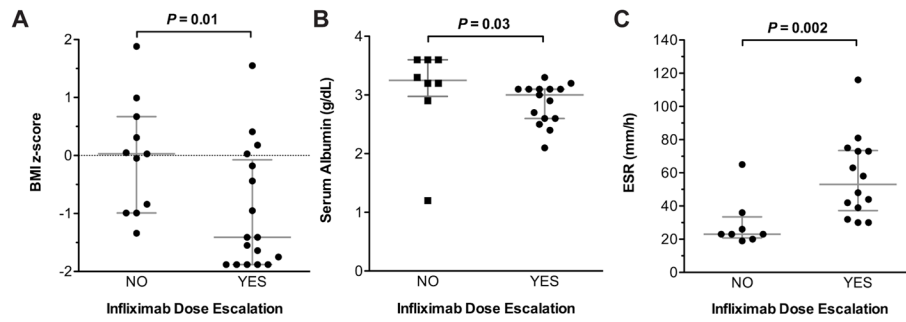 A
P = 0.01
BMI z-score
2
1
0
-1
-2
NO
YES
Infliximab Dose Escalation
B
P = 0.03
Serum Albumin (g/dL)
4
3
2
1
0
NO
YES
Infliximab Dose Escalation
C
P = 0.002
ESR (mm/h)
140
120
100
80
60
40
20
0
NO
YES
Infliximab Dose Escalation